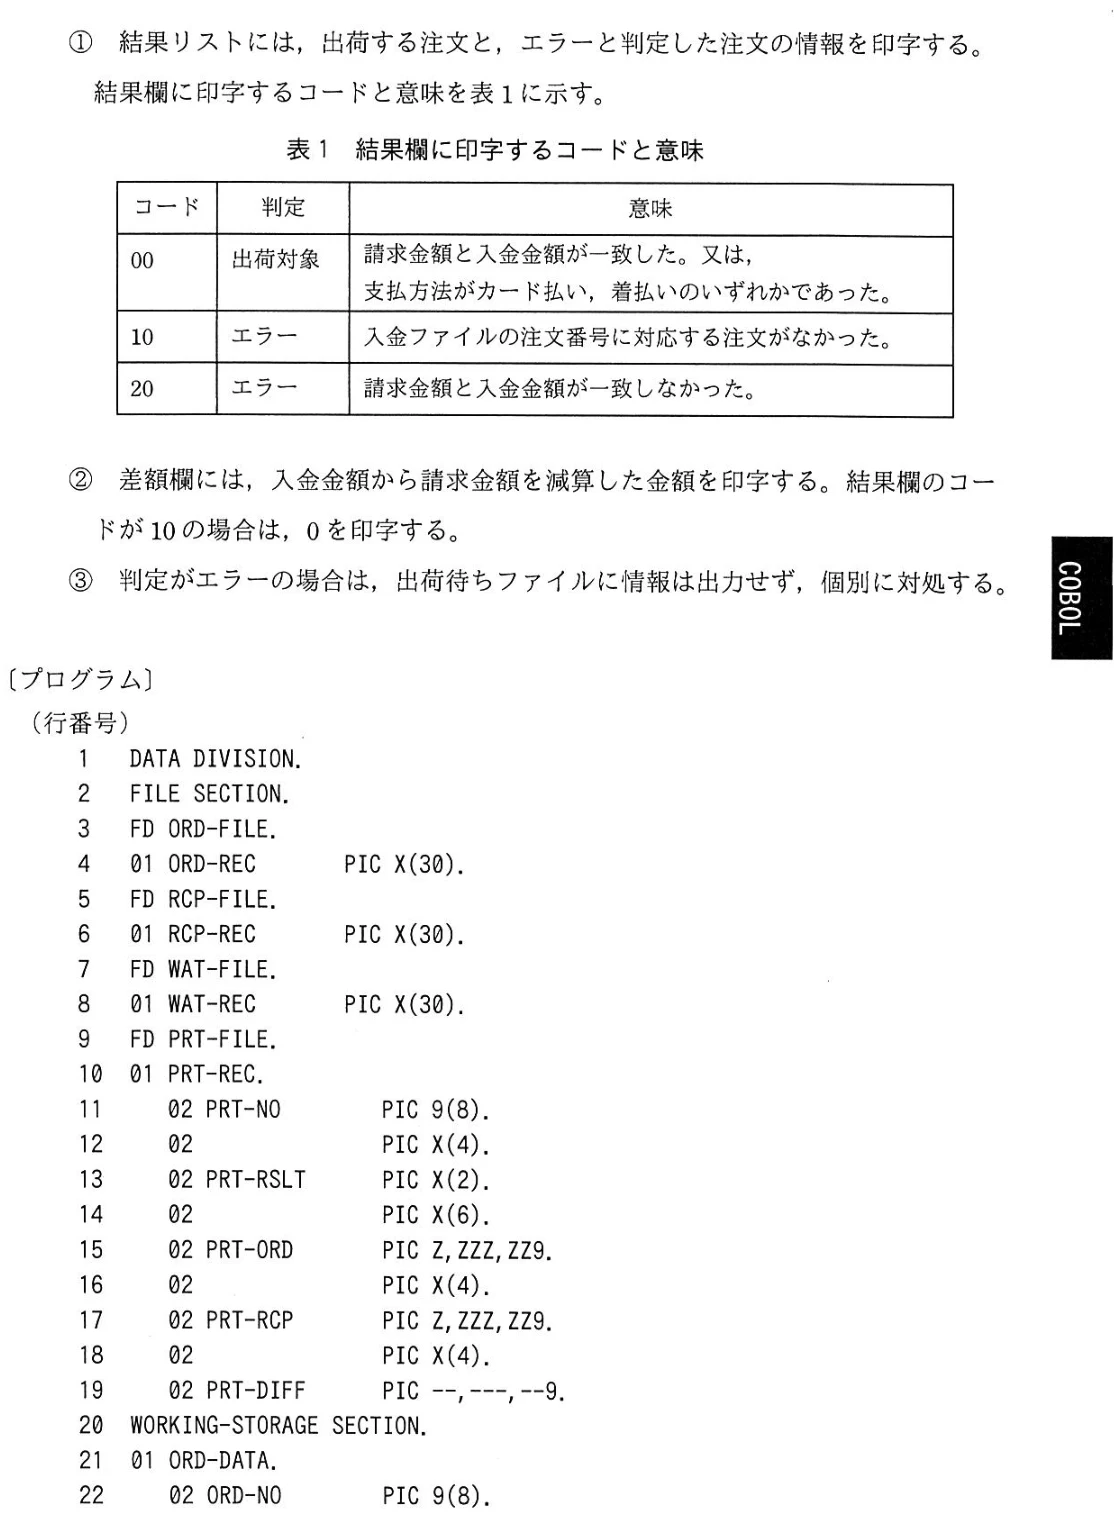 ① 結果リストには，出荷する注文と，エラーと判定した注文の情報を印字する。
結果欄に印字するコードと意味を表1に示す。
表1 結果欄に印字するコードと意味
コード 判定 意味
00 出荷対象 請求金額と入金金額が一致した。又は，
支払方法がカード払い，着払いのいずれかであった。
10 エラー 入金ファイルの注文番号に対応する注文がなかった。
20 エラー 請求金額と入金金額が一致しなかった。
② 差額欄には，入金金額から請求金額を減算した金額を印字する。結果欄のコー
ドが10の場合は，0を印字する。
③ 判定がエラーの場合は，出荷待ちファイルに情報は出力せず，個別に対処する。
COBOL
〔プログラム〕
（行番号）
1 DATA DIVISION.
2 FILE SECTION.
3 FD ORD-FILE.
4 01 ORD-REC PIC X(30).
5 FD RCP-FILE.
6 01 RCP-REC PIC X(30).
7 FD WAT-FILE.
8 01 WAT-REC PIC X(30).
9 FD PRT-FILE.
10 01 PRT-REC.
11 02 PRT-NO PIC 9(8).
12 02 PIC X(4).
13 02 PRT-RSLT PIC X(2).
14 02 PIC X(6).
15 02 PRT-ORD PIC Z,ZZZ,ZZ9.
16 02 PIC X(4).
17 02 PRT-RCP PIC Z,ZZZ,ZZ9.
18 02 PIC X(4).
19 02 PRT-DIFF PIC --,---,--9.
20 WORKING-STORAGE SECTION.
21 01 ORD-DATA.
22 02 ORD-NO PIC 9(8).